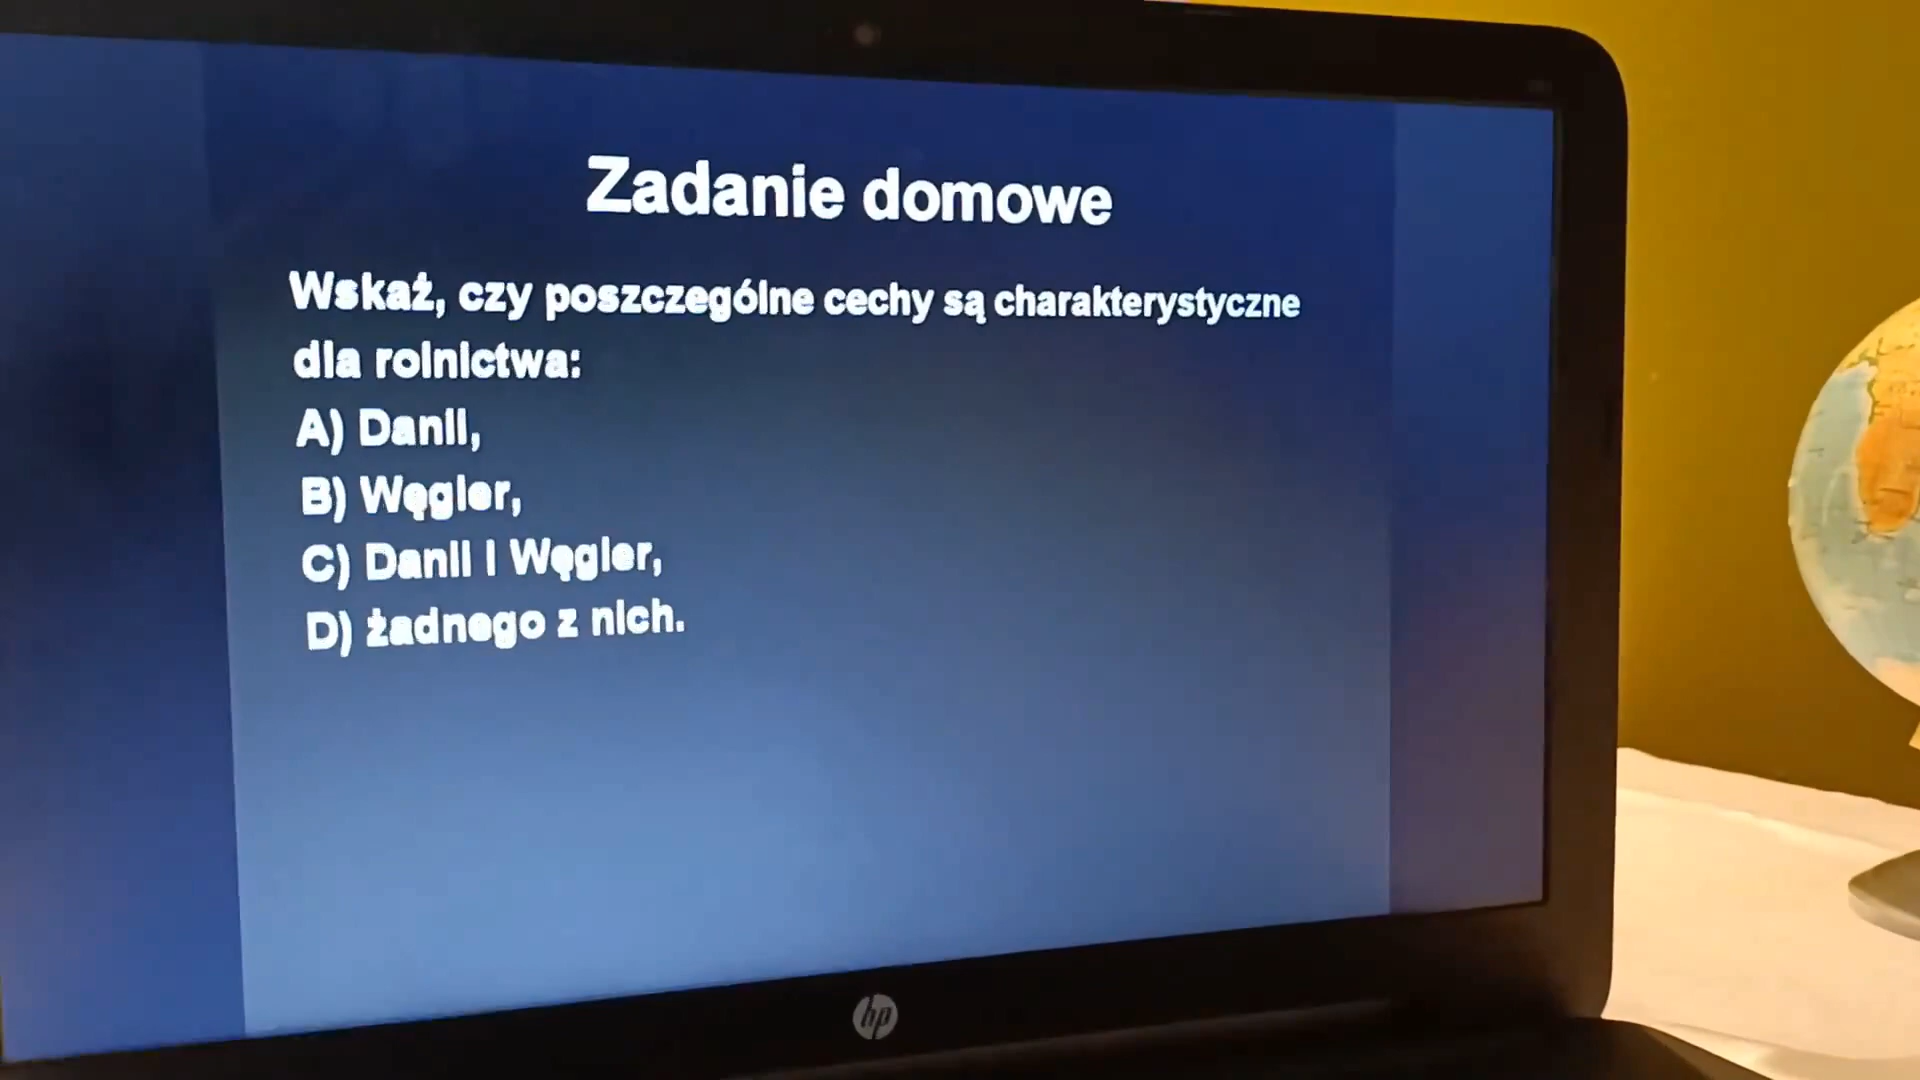 Zadanie domowe
Wskaż, czy poszczególne cechy są charakterystyczne
dla rolnictwa:
A) Danii,
B) Węgier,
C) Danii i Węgier,
D) żadnego z nich.
hp